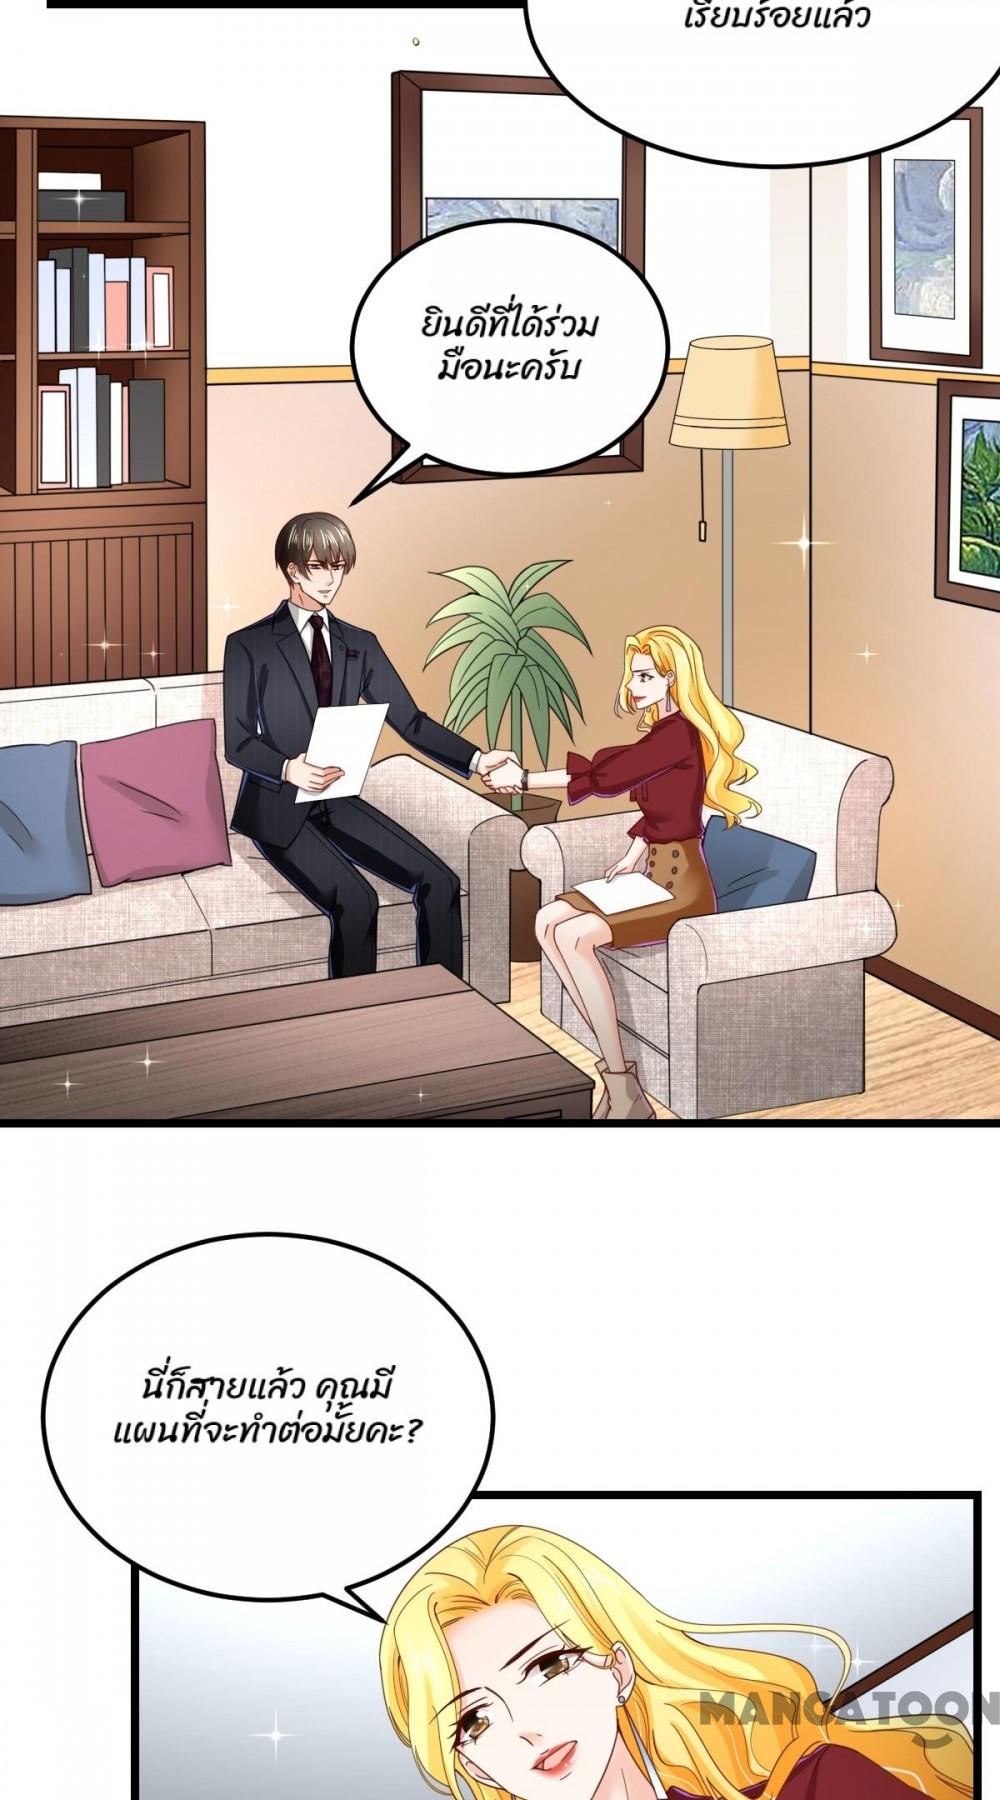 เรียบร้อยแล้ว
ยินดีที่ได้ร่วม
มือนะครับ
นี่ก็สายแล้ว คุณมี
แผนที่จะทำต่อมั้ยคะ?
MANGATOON